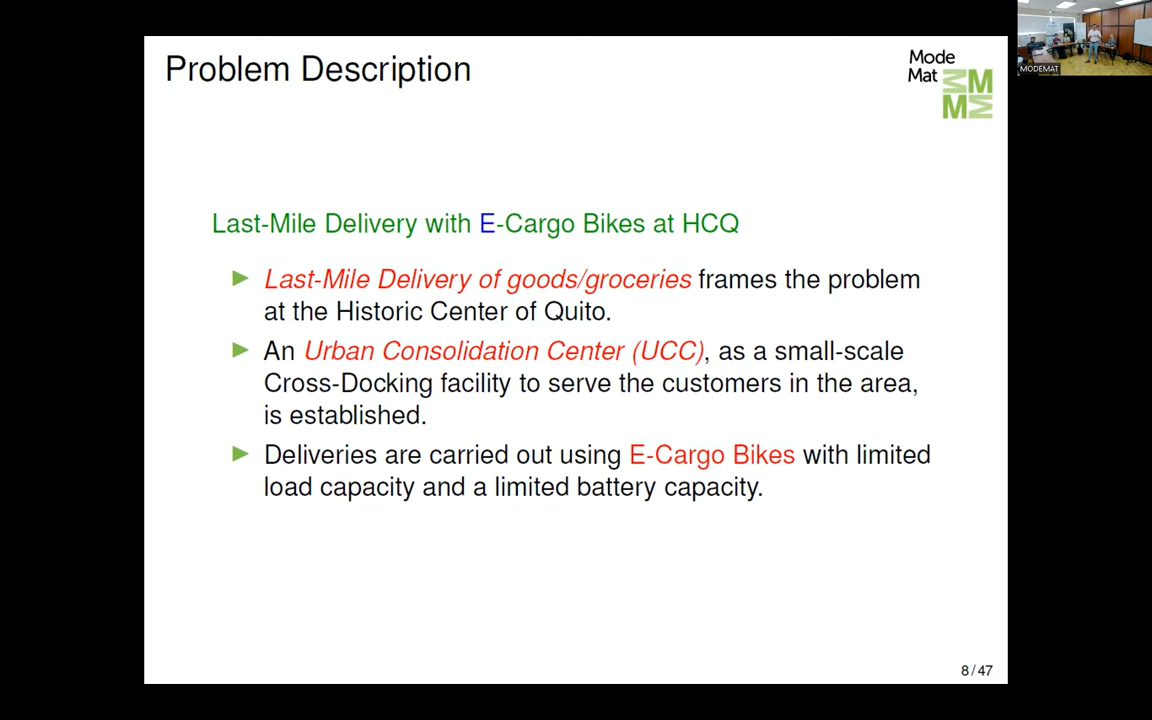 Problem Description
Mode
Mat
M
M
MODEMAT
Last-Mile Delivery with E-Cargo Bikes at HCQ
Last-Mile Delivery of goods/groceries frames the problem
at the Historic Center of Quito.
An Urban Consolidation Center (UCC), as a small-scale
Cross-Docking facility to serve the customers in the area,
is established.
Deliveries are carried out using E-Cargo Bikes with limited
load capacity and a limited battery capacity.
8 / 47